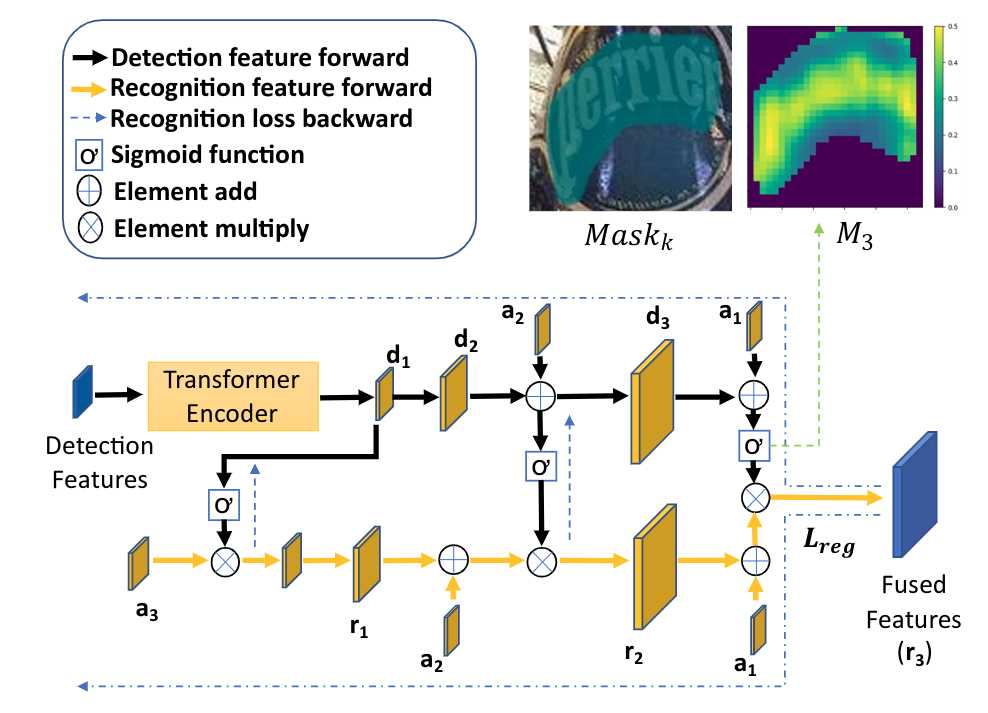 Detection feature forward
Recognition feature forward
Recognition loss backward
σ Sigmoid function
Element add
Element multiply
perrier
Mask_k
0.5
0.4
0.3
0.2
0.1
0.0
M_3
a_2
d_3
a_1
d_1
d_2
Transformer
Encoder
Detection
Features
σ
σ
σ
L_reg
a_3
r_1
a_2
r_2
a_1
Fused
Features
(r_3)